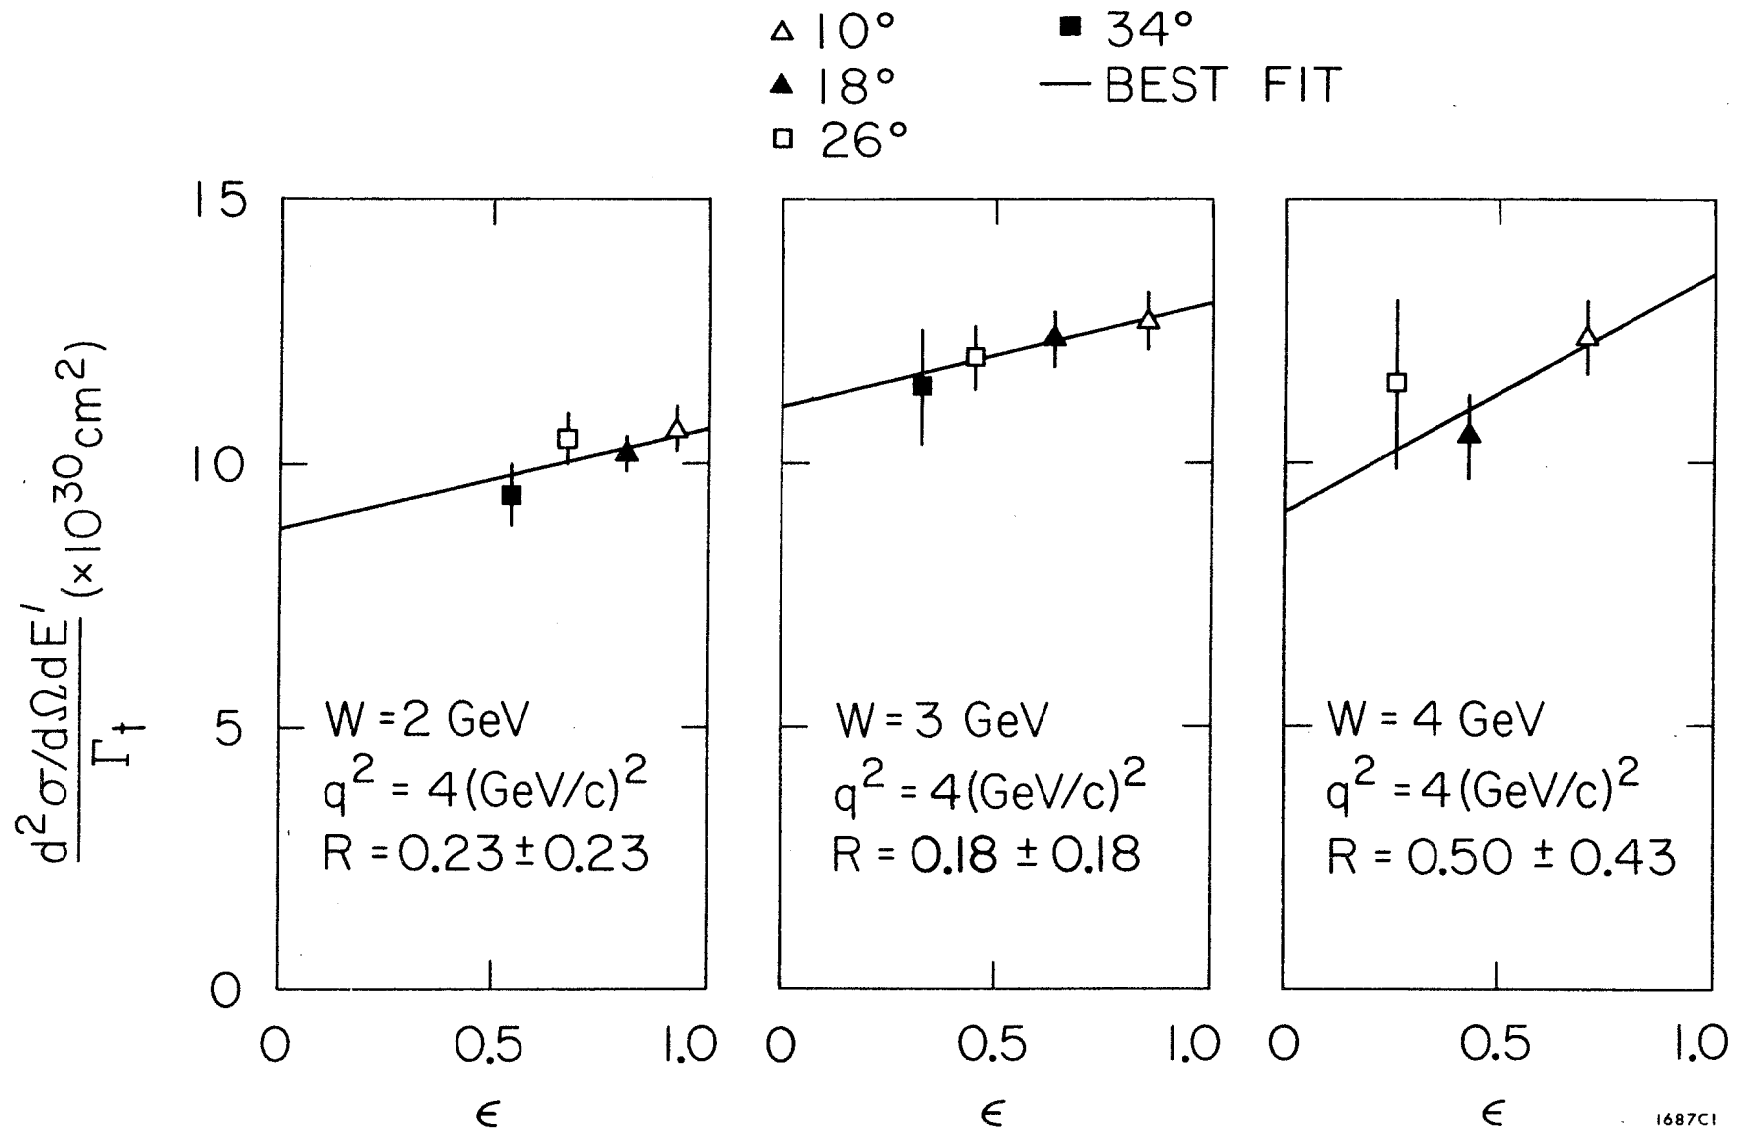 △ 10° ■ 34°
▲ 18° — BEST FIT
□ 26°
d²σ/dΩdE′ (×10³⁰cm²)
Γt
15
10
5
0
W = 2 GeV
q² = 4(GeV/c)²
R = 0.23 ± 0.23
0 0.5 1.0
ϵ
W = 3 GeV
q² = 4(GeV/c)²
R = 0.18 ± 0.18
0 0.5 1.0
ϵ
W = 4 GeV
q² = 4(GeV/c)²
R = 0.50 ± 0.43
0 0.5 1.0
ϵ
1687C1